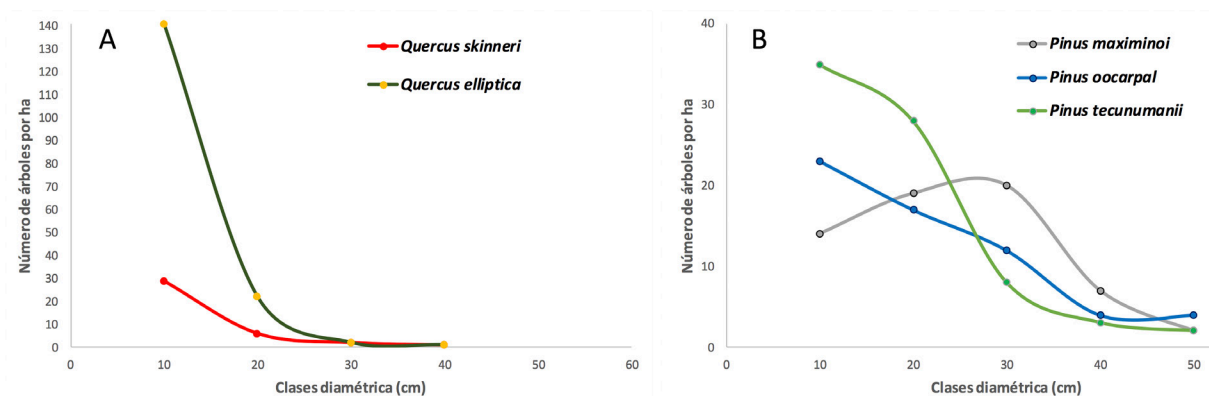 A
Quercus skinneri
Quercus elliptica
Número de árboles por ha
140
130
120
110
100
90
80
70
60
50
40
30
20
10
0
0 10 20 30 40 50 60
Clases diamétrica (cm)
B
Pinus maximinoi
Pinus oocarpal
Pinus tecunumanii
Número de árboles por ha
40
30
20
10
0
0 10 20 30 40 50
Clases diamétrica (cm)